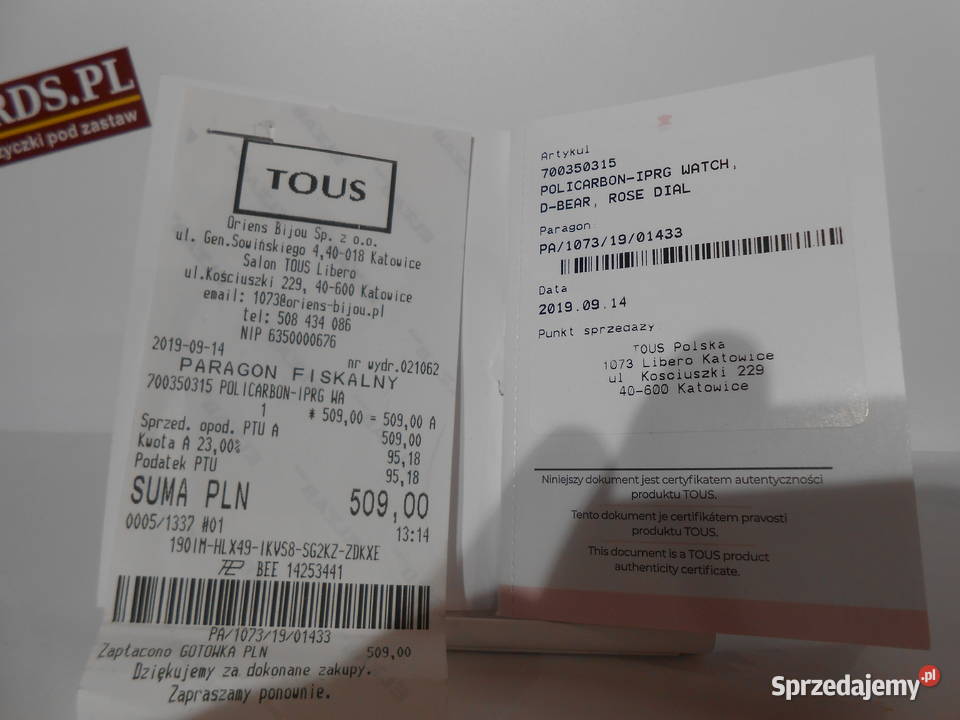 RDS.PL
życzki pod zastaw
TOUS
Oriens Bijou Sp. z o.o.
ul. Gen.Sowińskiego 4,40-018 Katowice
Salon TOUS Libero
ul.Kościuszki 229, 40-600 Katowice
email: 1073@oriens-bijou.pl
tel: 508 434 086
NIP 6350000676
2019-09-14
nr wydr.021062
PARAGON FISKALNY
700350315 POLICARBON-IPRG WA
1 * 509,00 = 509,00 A
Sprzed. opod. PTU A 509,00
Kwota A 23,00% 95,18
Podatek PTU 95,18
SUMA PLN 509,00
0005/1337 #01 13:14
190IM-HLX49-IKVS8-SG2KZ-ZDKXE
BEE 14253441
PA/1073/19/01433
Zapłacono GOTÓWKA PLN 509,00
Dziękujemy za dokonane zakupy.
Zapraszamy ponownie.
Artykuł
700350315
POLICARBON-IPRG WATCH,
D-BEAR, ROSE DIAL
Paragon
PA/1073/19/01433
Data
2019.09.14
Punkt sprzedaży
TOUS Polska
1073 Libero Katowice
ul Kościuszki 229
40-600 Katowice
Niniejszy dokument jest certyfikatem autentyczności
produktu TOUS.
Tento dokument je certifikátem pravosti
produktu TOUS.
This document is a TOUS product
authenticity certificate.
Sprzedajemy.pl